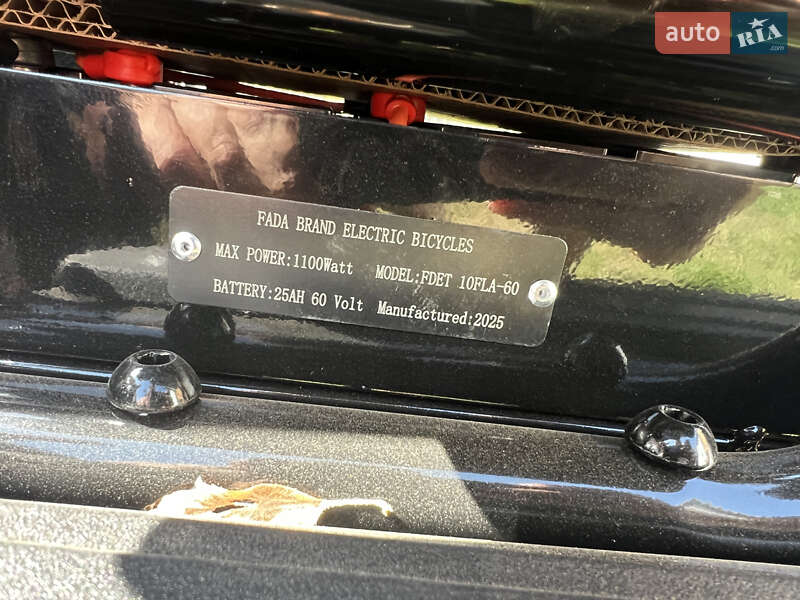 auto RIA
.com
FADA BRAND ELECTRIC BICYCLES
MAX POWER:1100Watt MODEL:FDET 10FLA-60
BATTERY:25AH 60 Volt Manufactured:2025